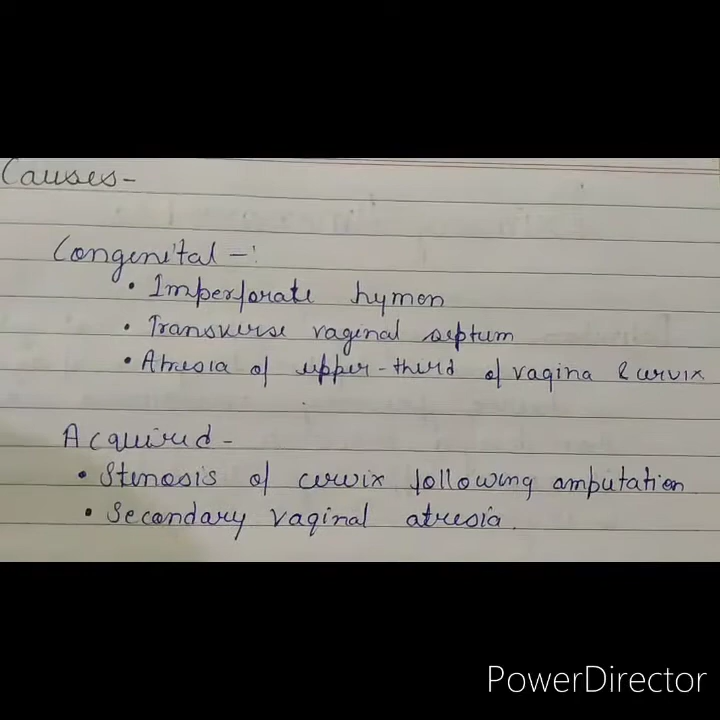 Causes-
Congenital -:
• Imperforate hymen
• Transverse vaginal septum
• Atresia of upper-third of vagina & cervix
Acquired -
• Stenosis of cervix following amputation
• Secondary vaginal atresia.
PowerDirector